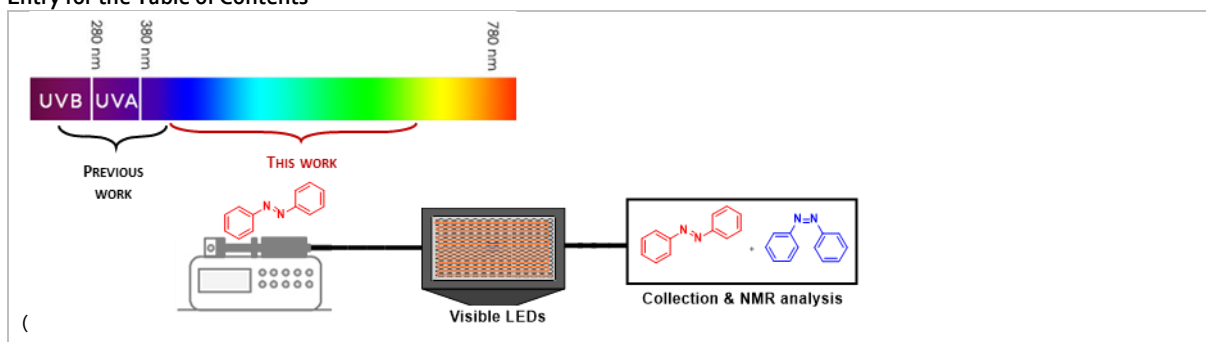 Entry for the Table of Contents
280 nm
380 nm
780 nm
UVB
UVA
PREVIOUS
WORK
THIS WORK
N
N
N
N
+
N=N
Visible LEDs
Collection & NMR analysis
(